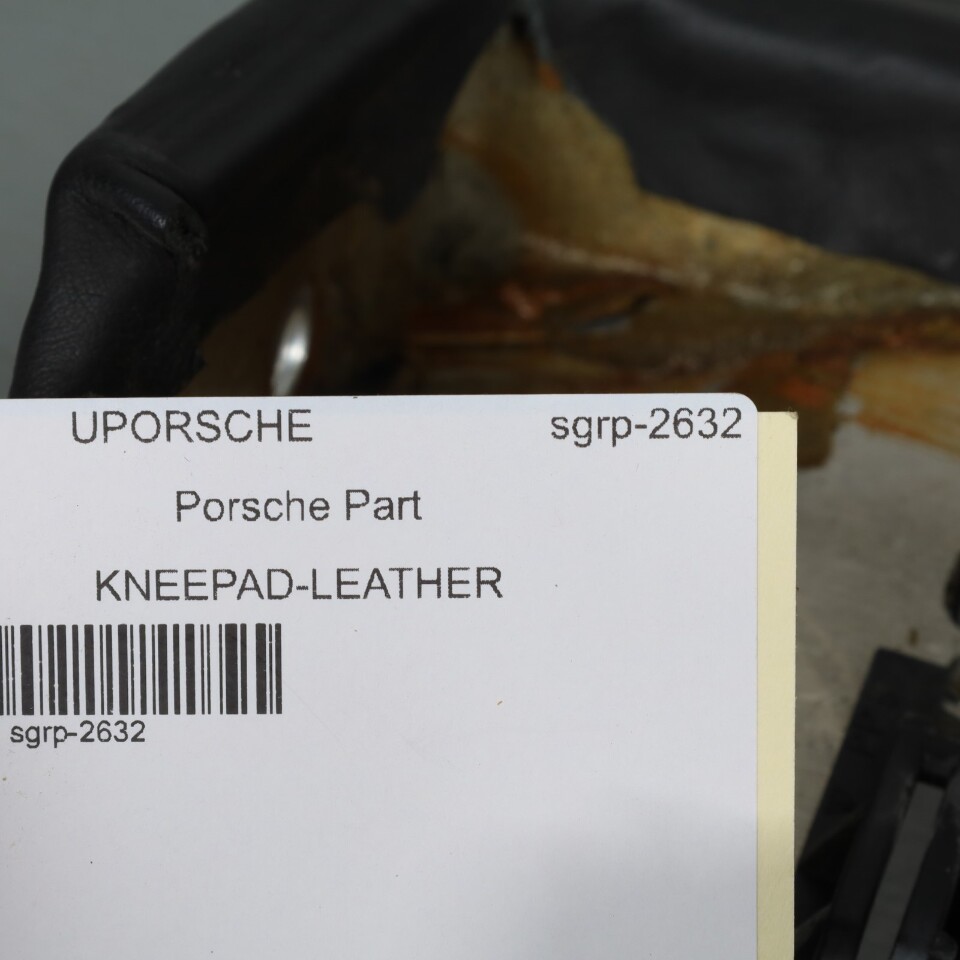 UPORSCHE sgrp-2632
Porsche Part
KNEEPAD-LEATHER
sgrp-2632